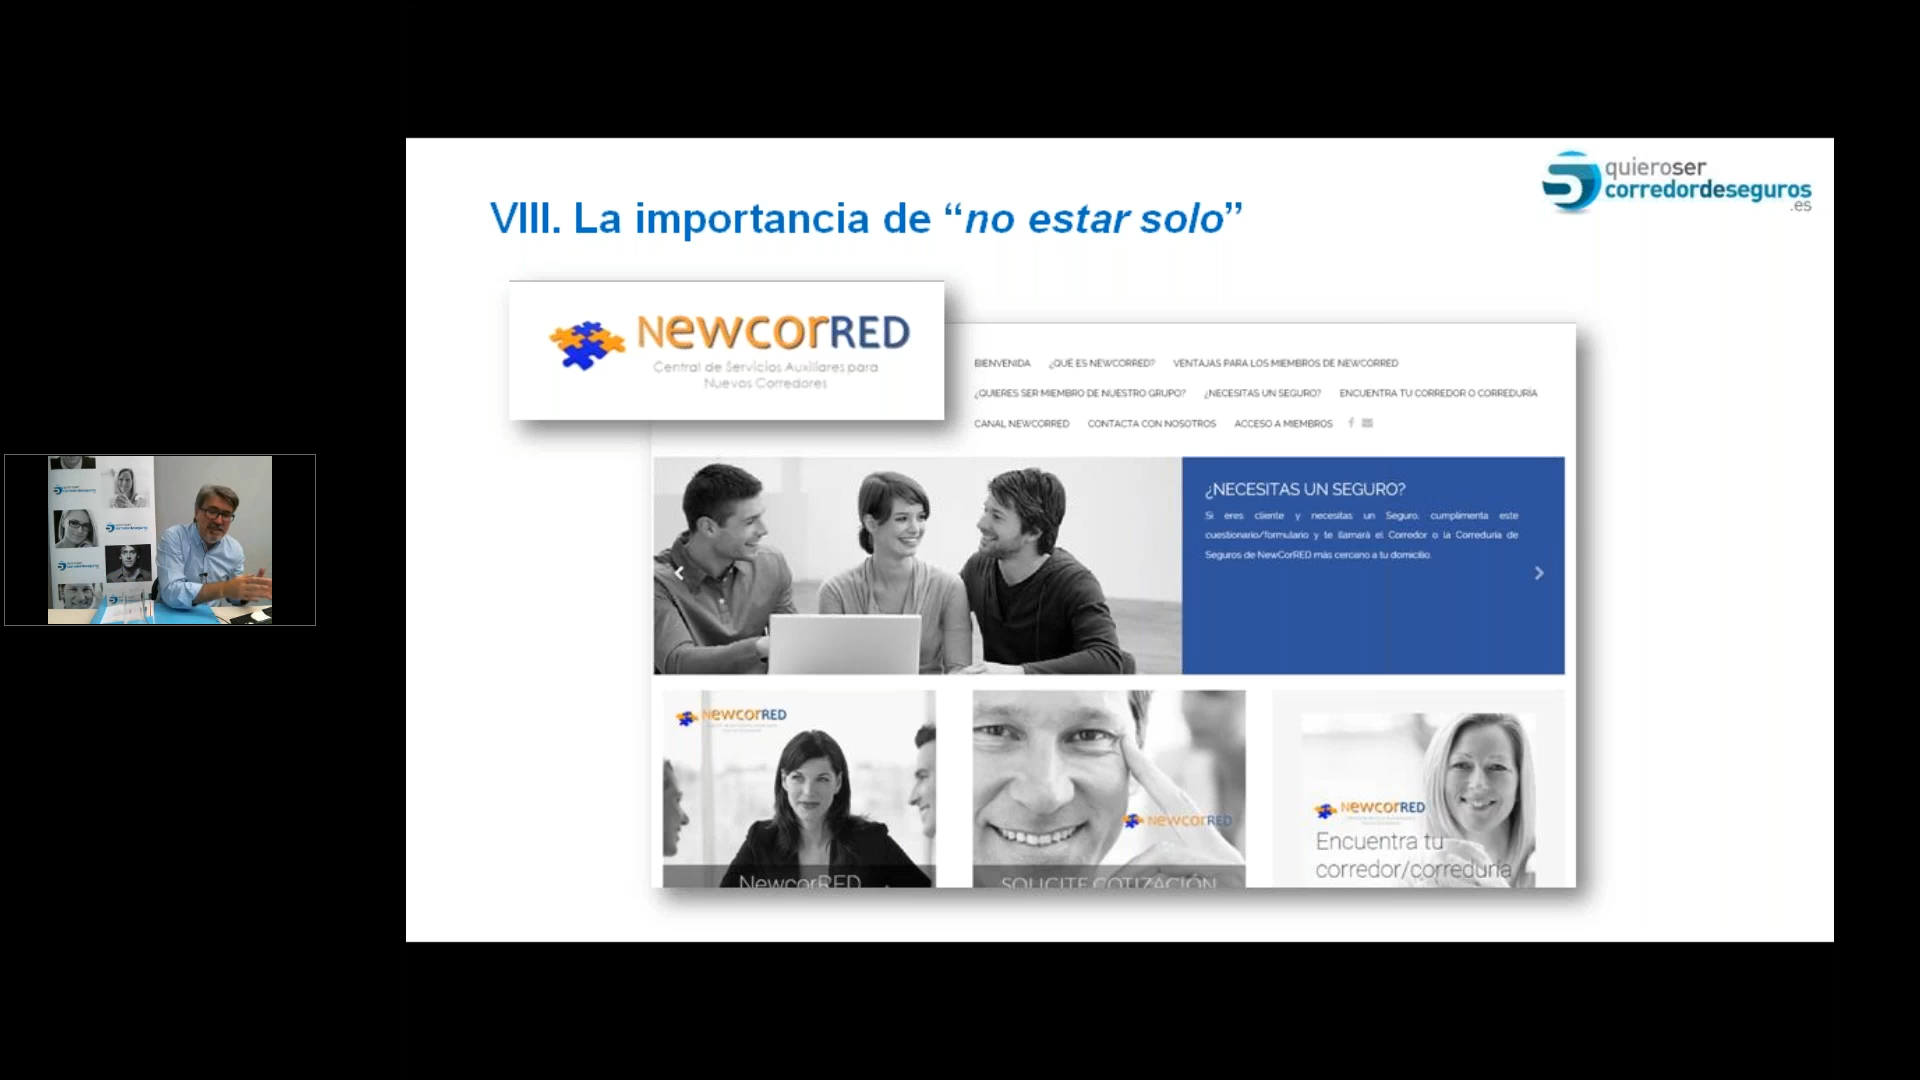 quieroser
corredordeseguros
.es
VIII. La importancia de “no estar solo”
NewcorRED
Central de Servicios Auxiliares para
Nuevos Corredores
BIENVENIDA ¿QUÉ ES NEWCORRED? VENTAJAS PARA LOS MIEMBROS DE NEWCORRED
¿QUIERES SER MIEMBRO DE NUESTRO GRUPO? ¿NECESITAS UN SEGURO? ENCUENTRA TU CORREDOR O CORREDURÍA
CANAL NEWCORRED CONTACTA CON NOSOTROS ACCESO A MIEMBROS
¿NECESITAS UN SEGURO?
Si eres cliente y necesitas un Seguro, cumplimenta este
cuestionario/formulario y te llamará el Corredor o la Correduría de
Seguros de NewCorRED más cercano a tu domicilio.
NewcorRED
NewcorRED
NewcorRED
NewcorRED
SOLICITE COTIZACIÓN
Encuentra tu
corredor/correduría